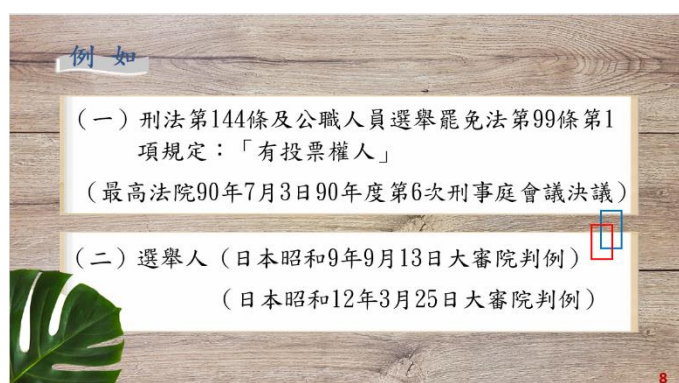 例 如
（一）刑法第144條及公職人員選舉罷免法第99條第1
項規定：「有投票權人」
（最高法院90年7月3日90年度第6次刑事庭會議決議）
（二）選舉人（日本昭和9年9月13日大審院判例）
（日本昭和12年3月25日大審院判例）
8